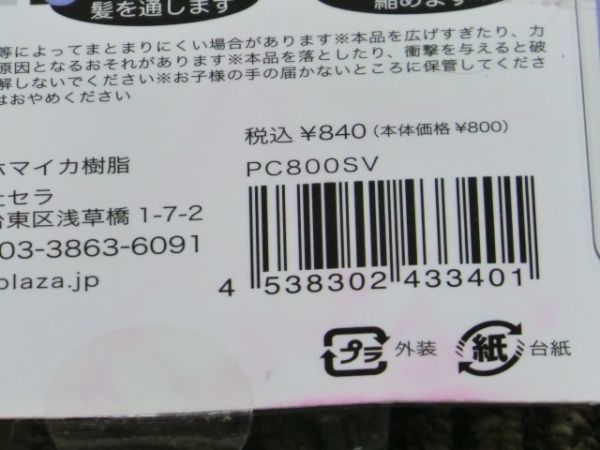 髪を通します
縮めます
等によってまとまりにくい場合があります※本品を広げすぎたり、力
原因となるおそれがあります※本品を落としたり、衝撃を与えると破
解しないでください※お子様の手の届かないところに保管してくださ
はおやめください
税込 ¥840 (本体価格 ¥800)
PC800SV
ホマイカ樹脂
社セラ
台東区浅草橋 1-7-2
03-3863-6091
plaza.jp
4 538302 433401
プラ 外装 紙 台紙